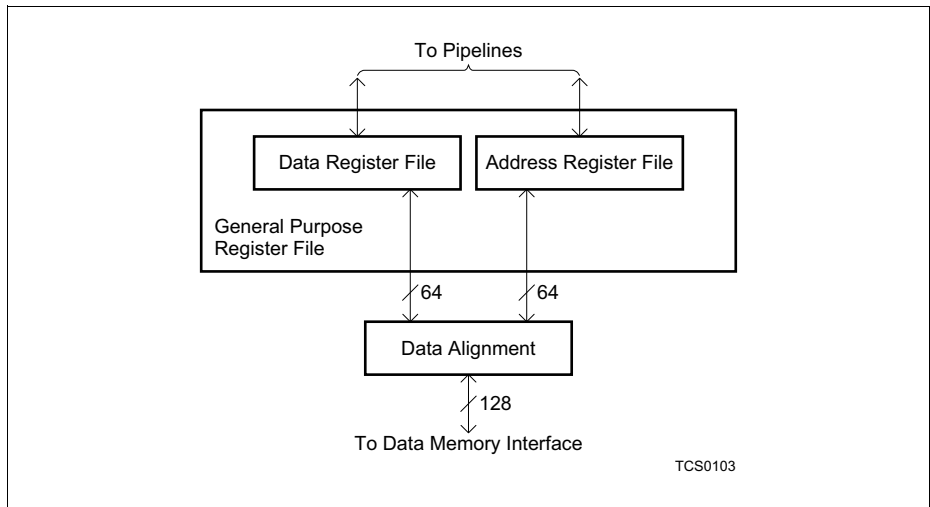 To Pipelines
Data Register File
Address Register File
General Purpose
Register File
64
64
Data Alignment
128
To Data Memory Interface
TCS0103